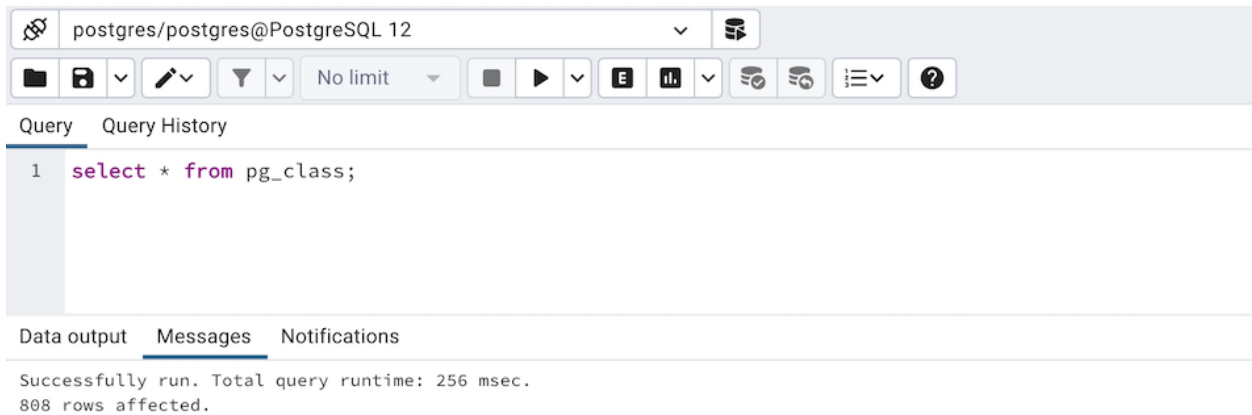 postgres/postgres@PostgreSQL 12
No limit
E
Query Query History
1 select * from pg_class;
Data output Messages Notifications
Successfully run. Total query runtime: 256 msec.
808 rows affected.